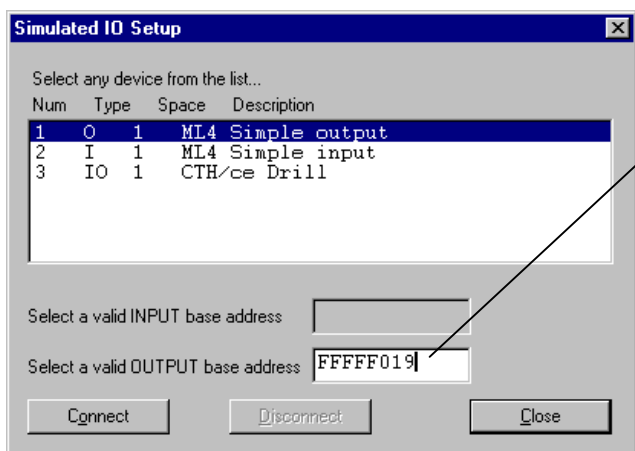 Simulated IO Setup
Select any device from the list...
Num Type Space Description
1 O 1 ML4 Simple output
2 I 1 ML4 Simple input
3 IO 1 CTH/ce Drill
Select a valid INPUT base address
Select a valid OUTPUT base address FFFFF019
Connect Disconnect Close